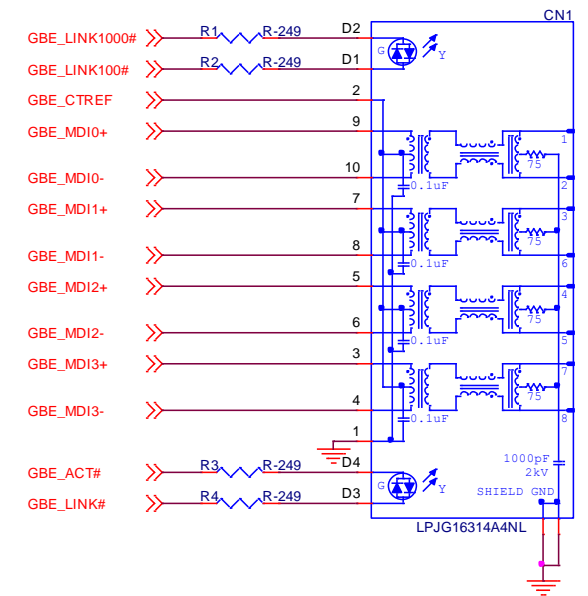 CN1
GBE_LINK1000# R1 R-249 D2
G Y
GBE_LINK100# R2 R-249 D1
GBE_CTREF 2
GBE_MDI0+ 9 1
75
GBE_MDI0- 10 2
0.1uF
GBE_MDI1+ 7 3
75
GBE_MDI1- 8 6
0.1uF
GBE_MDI2+ 5 4
75
GBE_MDI2- 6 5
0.1uF
GBE_MDI3+ 3 7
75
GBE_MDI3- 4 8
0.1uF
1
1000pF
2kV
GBE_ACT# R3 R-249 D4
G Y
SHIELD GND
GBE_LINK# R4 R-249 D3
LPJG16314A4NL